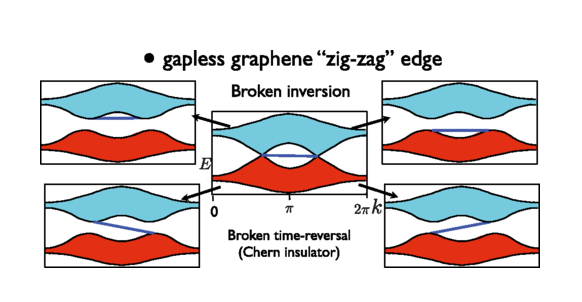 • gapless graphene “zig-zag” edge
Broken inversion
E
0 π 2π k
Broken time-reversal
(Chern insulator)